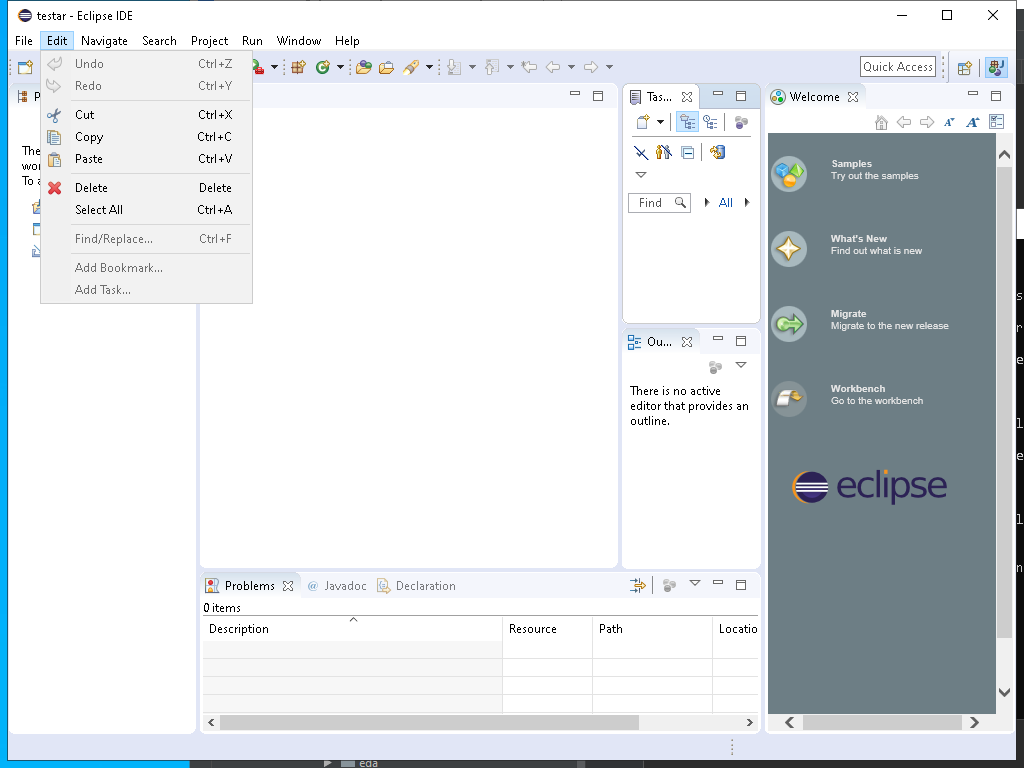 testar - Eclipse IDE
File Edit Navigate Search Project Run Window Help
Undo Ctrl+Z
Redo Ctrl+Y
Cut Ctrl+X
Copy Ctrl+C
Paste Ctrl+V
Delete Delete
Select All Ctrl+A
Find/Replace... Ctrl+F
Add Bookmark...
Add Task...
Quick Access
P
The
wor
To a
Tas...
Find
All
Ou...
There is no active
editor that provides an
outline.
Welcome
Samples
Try out the samples
What's New
Find out what is new
Migrate
Migrate to the new release
Workbench
Go to the workbench
eclipse
Problems @ Javadoc Declaration
0 items
Description Resource Path Locatio
eda